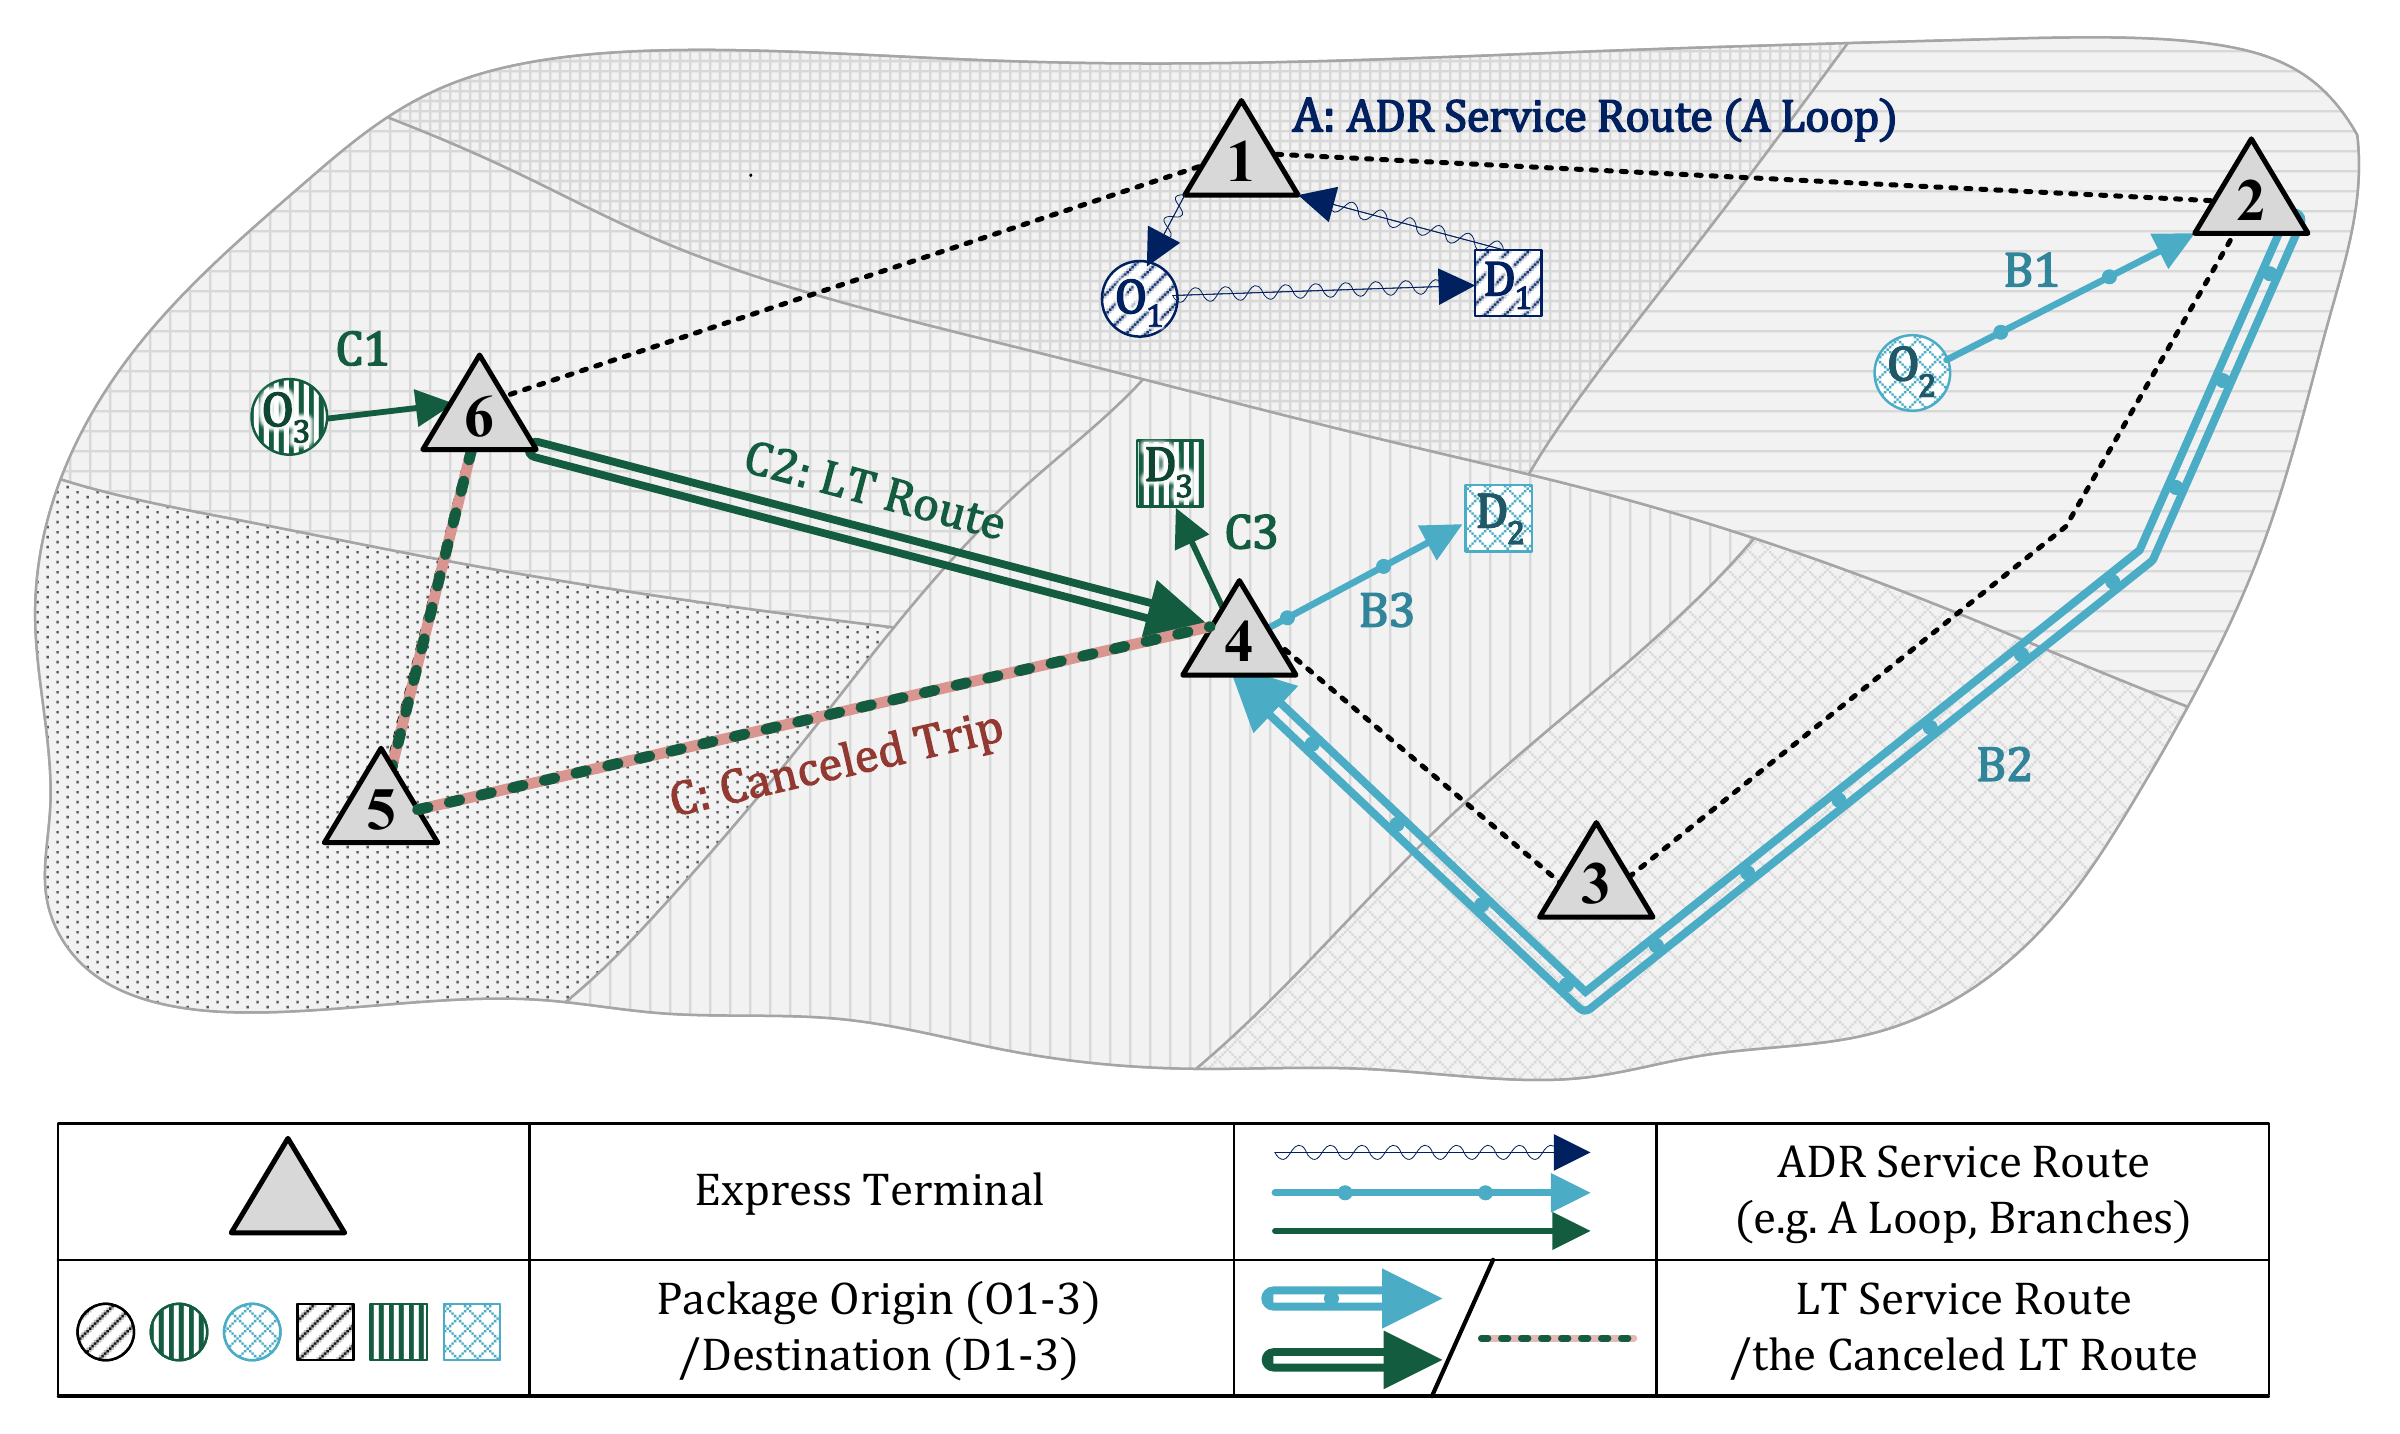 A: ADR Service Route (A Loop)
1
2
B1
O1
D1
O2
C1
O3
6
C2: LT Route
D3
C3
D2
B3
4
C: Canceled Trip
B2
5
3
Express Terminal
ADR Service Route
(e.g. A Loop, Branches)
Package Origin (O1-3)
/Destination (D1-3)
LT Service Route
/the Canceled LT Route